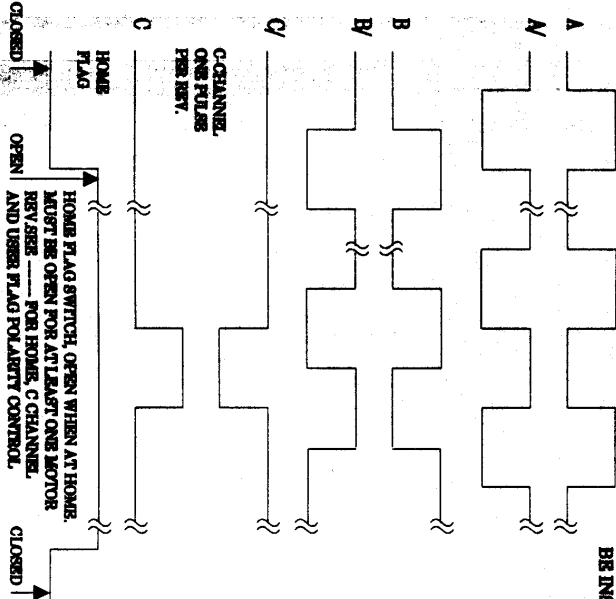 BE IN
A
A/
B
B/
C/
C-CHANNEL
ONE PULSE
PER REV.
C
HOME
FLAG
HOME FLAG SWITCH, OPEN WHEN AT HOME.
MUST BE OPEN FOR AT LEAST ONE MOTOR
REV.SEE ---- FOR HOME, C CHANNEL
AND USER FLAG POLARITY CONTROL
CLOSED
OPEN
CLOSED